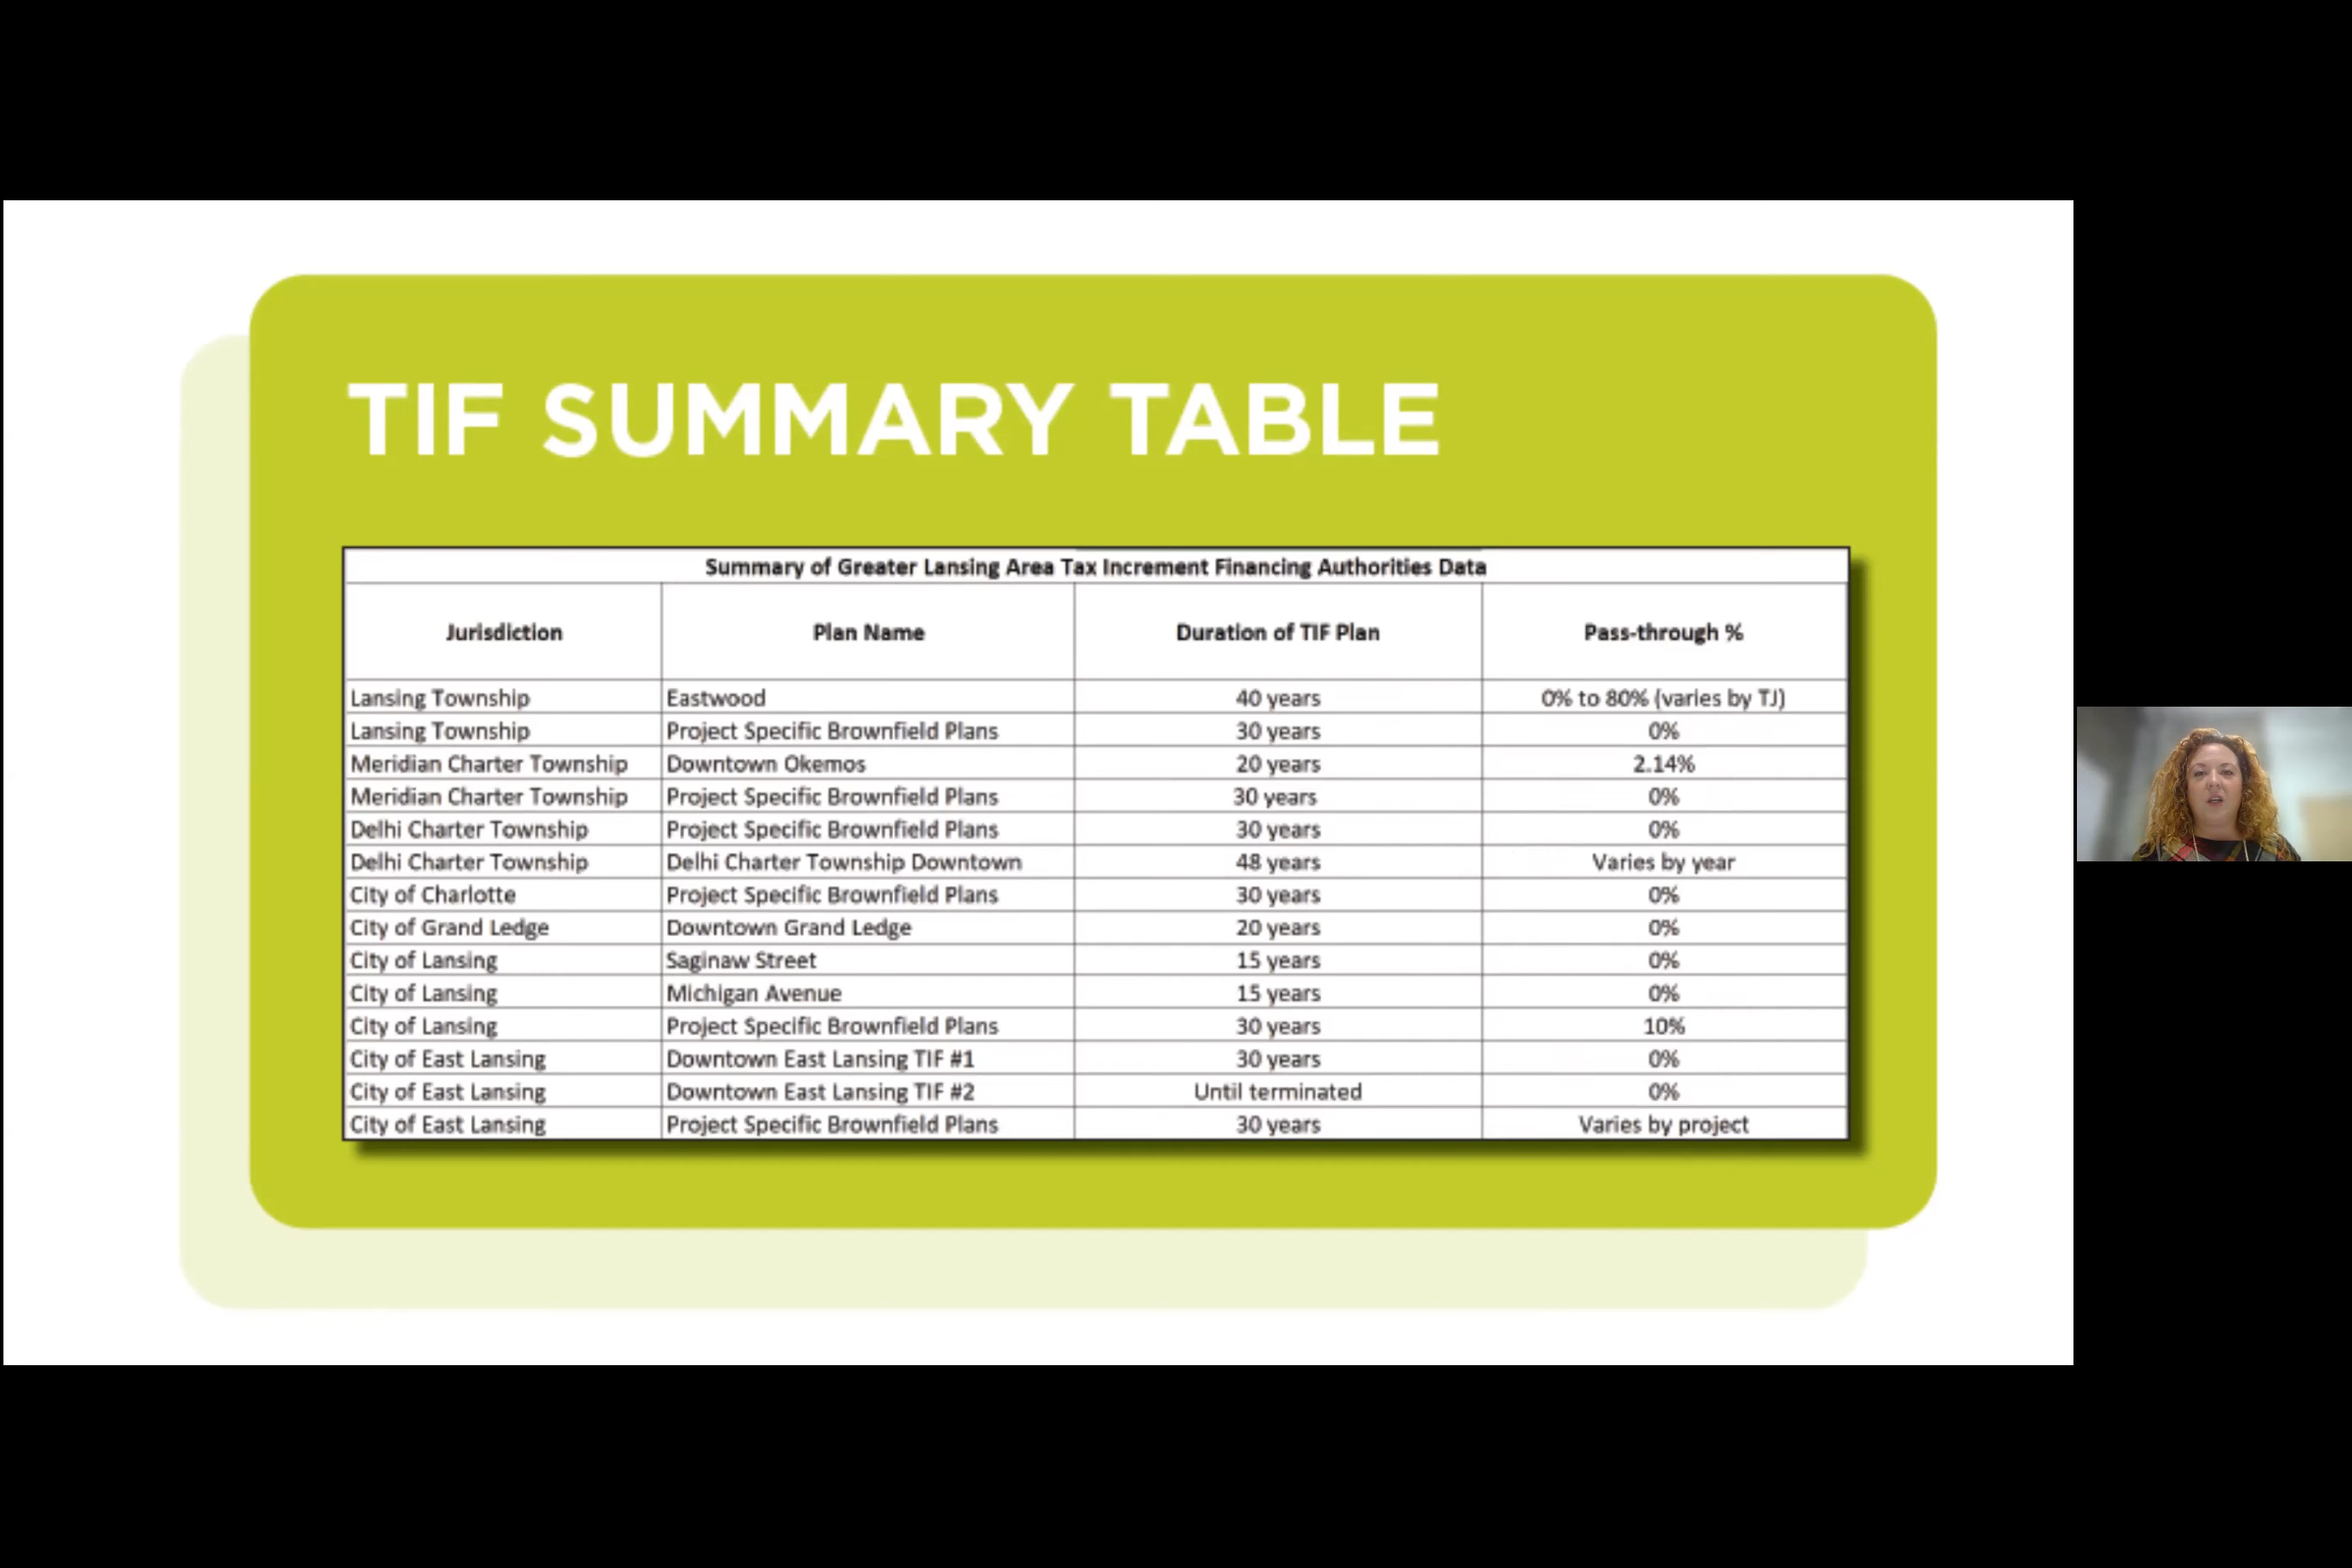 TIF SUMMARY TABLE
Summary of Greater Lansing Area Tax Increment Financing Authorities Data
Jurisdiction Plan Name Duration of TIF Plan Pass-through %
Lansing Township Eastwood 40 years 0% to 80% (varies by TJ)
Lansing Township Project Specific Brownfield Plans 30 years 0%
Meridian Charter Township Downtown Okemos 20 years 2.14%
Meridian Charter Township Project Specific Brownfield Plans 30 years 0%
Delhi Charter Township Project Specific Brownfield Plans 30 years 0%
Delhi Charter Township Delhi Charter Township Downtown 48 years Varies by year
City of Charlotte Project Specific Brownfield Plans 30 years 0%
City of Grand Ledge Downtown Grand Ledge 20 years 0%
City of Lansing Saginaw Street 15 years 0%
City of Lansing Michigan Avenue 15 years 0%
City of Lansing Project Specific Brownfield Plans 30 years 10%
City of East Lansing Downtown East Lansing TIF #1 30 years 0%
City of East Lansing Downtown East Lansing TIF #2 Until terminated 0%
City of East Lansing Project Specific Brownfield Plans 30 years Varies by project